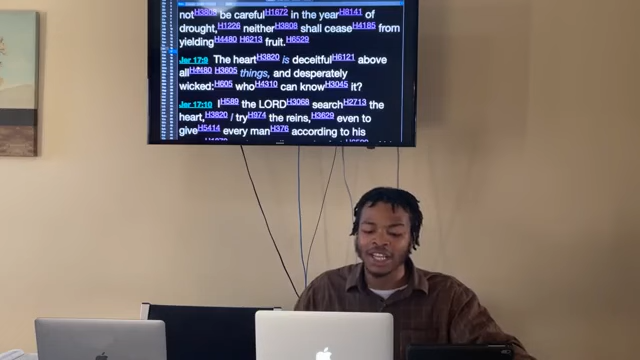 not H3808 be careful H1672 in the year H8141 of
drought, H1226 neither H3808 shall cease H4185 from
yielding H4480 H6213 fruit. H6529
Jer 17:9 The heart H3820 is deceitful H6121 above
all H4480 H3605 things, and desperately
wicked: H605 who H4310 can know H3045 it?
Jer 17:10 I H589 the LORD H3068 search H2713 the
heart, H3820 / try H974 the reins, H3629 even to
give H5414 every man H376 according to his